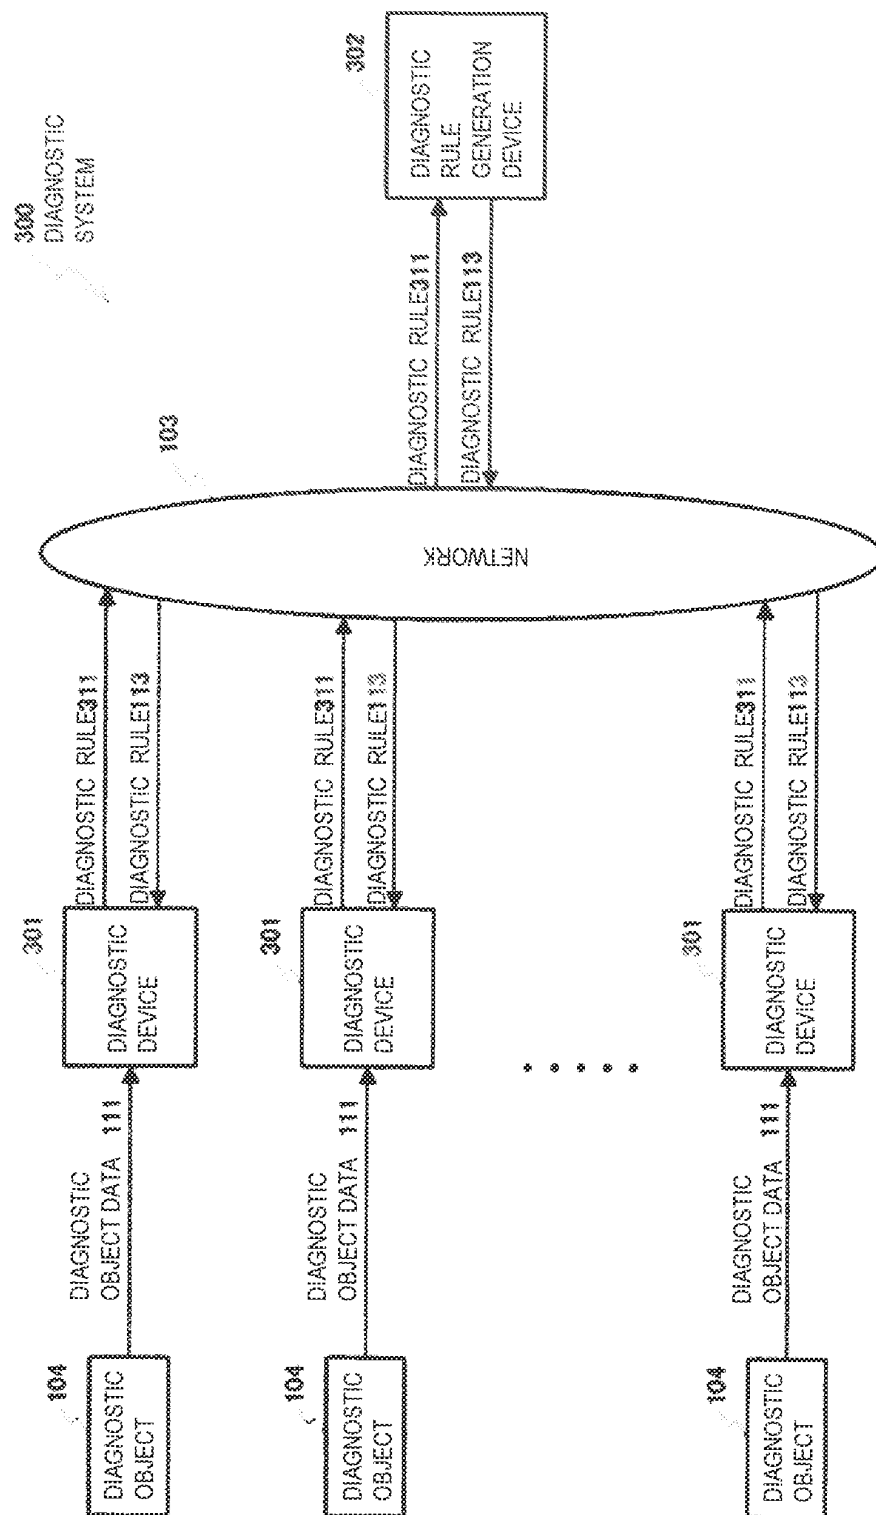 300
DIAGNOSTIC
SYSTEM
104
DIAGNOSTIC
OBJECT
DIAGNOSTIC
OBJECT DATA 111
301
DIAGNOSTIC
DEVICE
DIAGNOSTIC RULE311
DIAGNOSTIC RULE113
104
DIAGNOSTIC
OBJECT
DIAGNOSTIC
OBJECT DATA 111
301
DIAGNOSTIC
DEVICE
DIAGNOSTIC RULE311
DIAGNOSTIC RULE113
104
DIAGNOSTIC
OBJECT
DIAGNOSTIC
OBJECT DATA 111
301
DIAGNOSTIC
DEVICE
DIAGNOSTIC RULE311
DIAGNOSTIC RULE113
103
NETWORK
DIAGNOSTIC RULE311
DIAGNOSTIC RULE113
302
DIAGNOSTIC
RULE
GENERATION
DEVICE